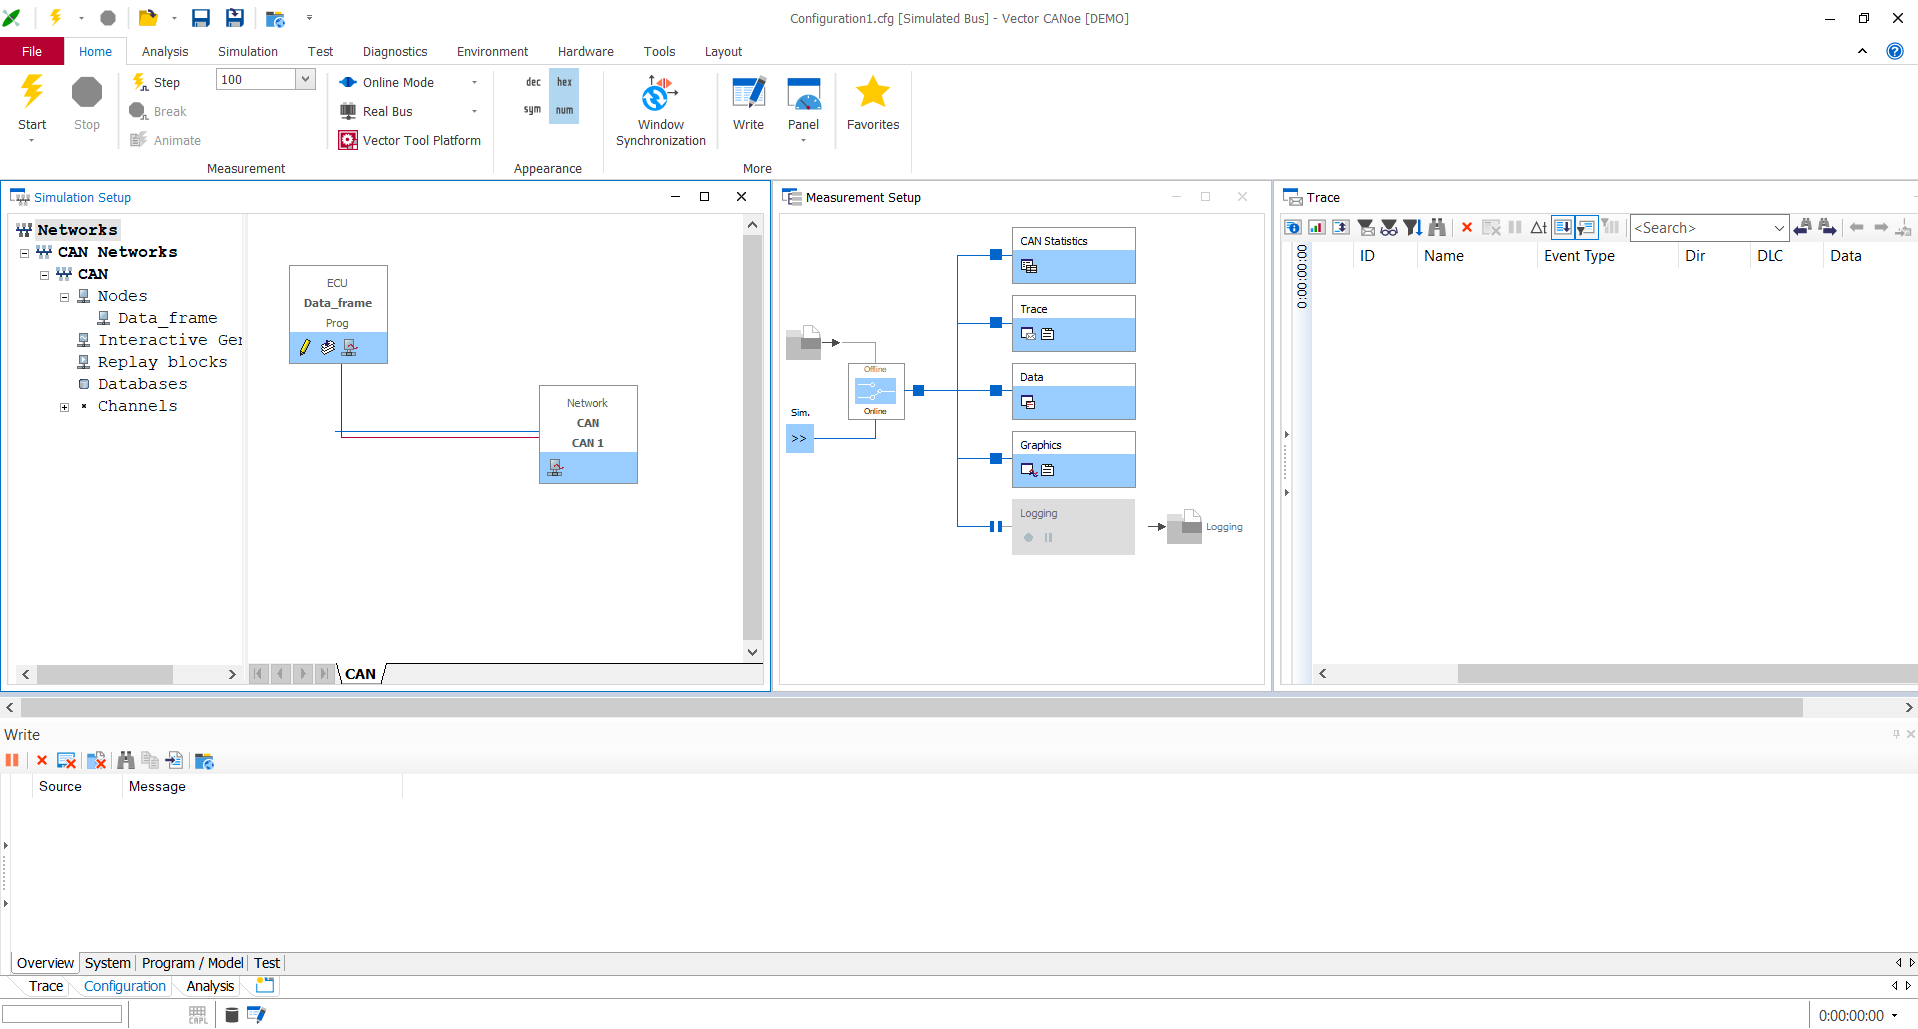 Configuration1.cfg [Simulated Bus] - Vector CANoe [DEMO]
File Home Analysis Simulation Test Diagnostics Environment Hardware Tools Layout
Start
Stop
Step 100
Break
Animate
Measurement
Online Mode
Real Bus
Vector Tool Platform
dec hex
sym num
Appearance
Window
Synchronization
Write
Panel
More
Favorites
Simulation Setup
Networks
CAN Networks
CAN
Nodes
Data_frame
Interactive Ger
Replay blocks
Databases
Channels
ECU
Data_frame
Prog
Network
CAN
CAN 1
CAN
Measurement Setup
Offline
Online
Sim.
>>
CAN Statistics
Trace
Data
Graphics
Logging
Logging
Trace
Δt
<Search>
0:00:00:00
ID Name Event Type Dir DLC Data
Write
Source Message
Overview System Program / Model Test
Trace Configuration Analysis
CAPL
0:00:00:00